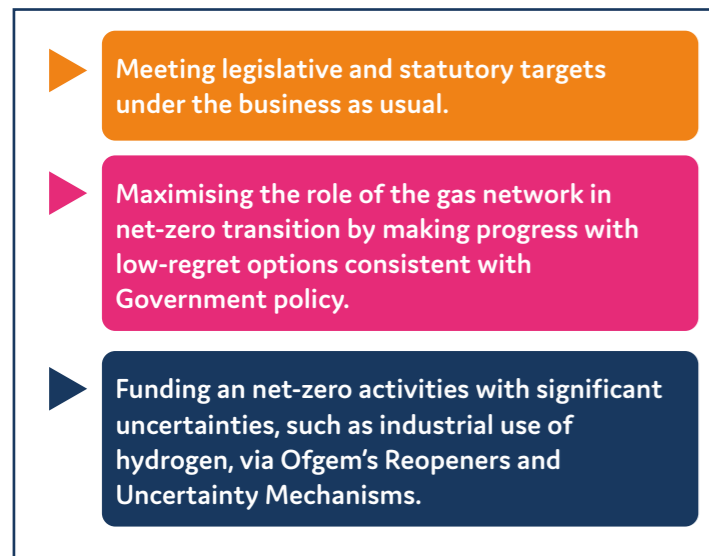 Meeting legislative and statutory targets
under the business as usual.
Maximising the role of the gas network in
net-zero transition by making progress with
low-regret options consistent with
Government policy.
Funding an net-zero activities with significant
uncertainties, such as industrial use of
hydrogen, via Ofgem’s Reopeners and
Uncertainty Mechanisms.